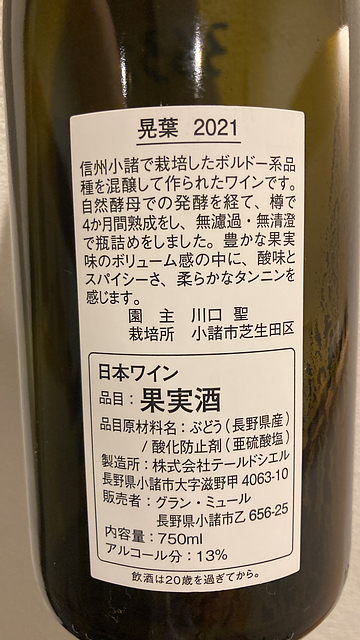 晃葉 2021
信州小諸で栽培したボルドー系品
種を混醸して作られたワインです。
自然酵母での発酵を経て、樽で
4か月間熟成をし、無濾過・無清澄
で瓶詰めをしました。豊かな果実
味のボリューム感の中に、酸味と
スパイシーさ、柔らかなタンニンを
感じます。
園 主 川口 聖
栽培所 小諸市芝生田区
日本ワイン
品目：果実酒
品目原材料名：ぶどう（長野県産）
/ 酸化防止剤（亜硫酸塩）
製造所：株式会社テールドシエル
長野県小諸市大字滋野甲 4063-10
販売者：グラン・ミュール
長野県小諸市乙 656-25
内容量：750ml
アルコール分：13%
飲酒は20歳を過ぎてから。